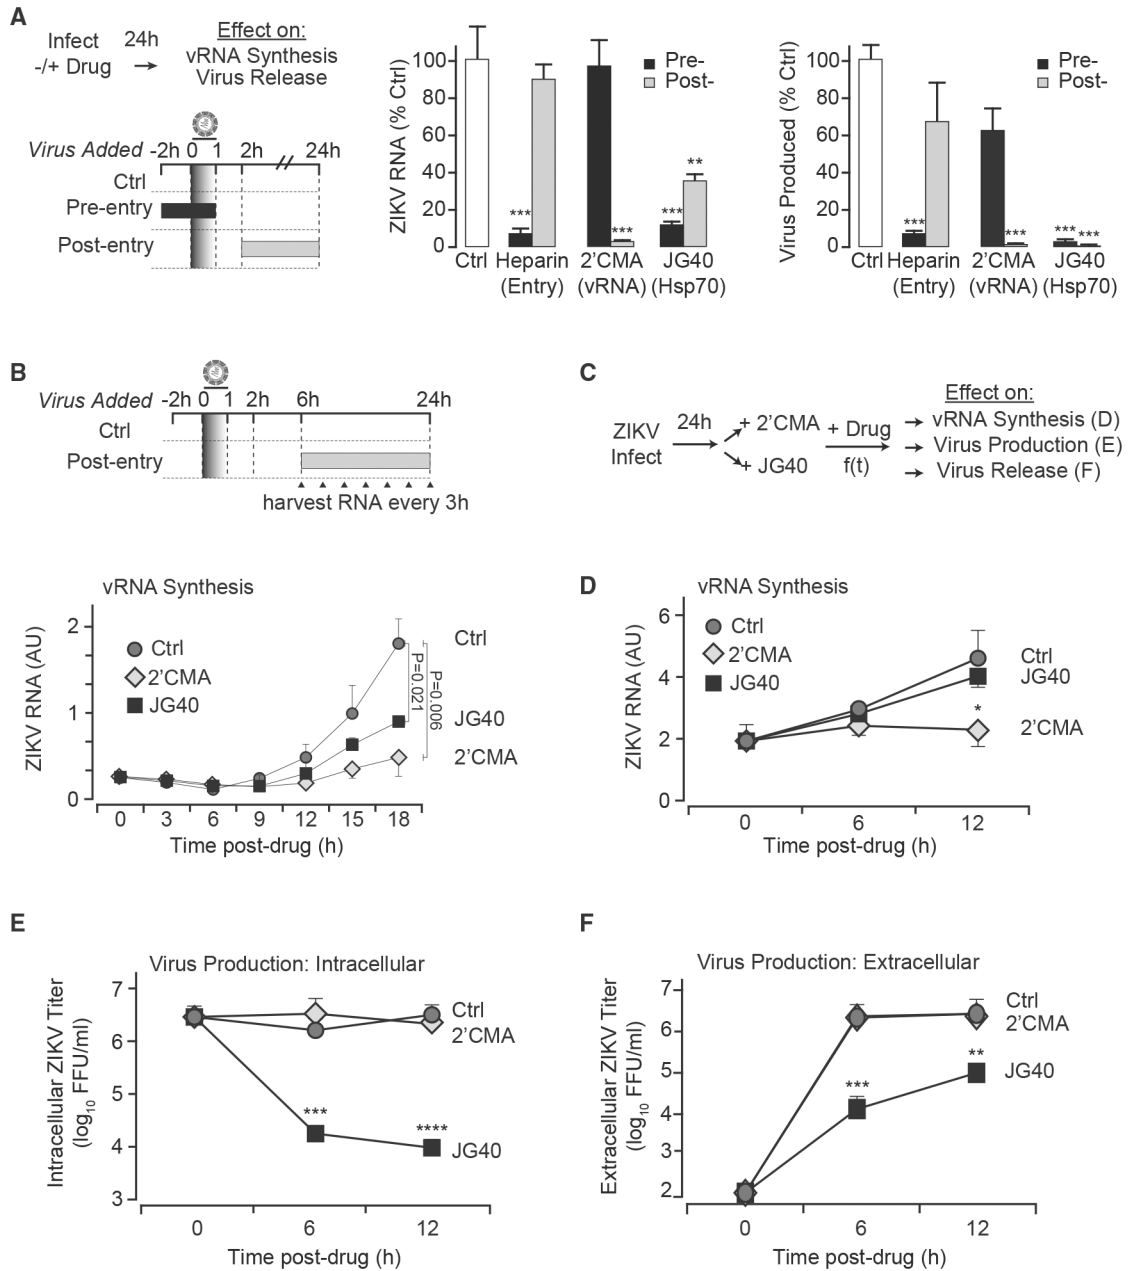 A
Infect 24h Effect on:
-/+ Drug vRNA Synthesis
Virus Release
Virus Added -2h 0 1 2h 24h
Ctrl
Pre-entry
Post-entry
ZIKV RNA (% Ctrl)
100
80
60
40
20
0
Pre-
Post-
*** *** *** **
Ctrl Heparin 2'CMA JG40
(Entry) (vRNA) (Hsp70)
Virus Produced (% Ctrl)
100
80
60
40
20
0
Pre-
Post-
*** *** *** ***
Ctrl Heparin 2'CMA JG40
(Entry) (vRNA) (Hsp70)
B
Virus Added -2h 0 1 2h 6h 24h
Ctrl
Post-entry
harvest RNA every 3h
vRNA Synthesis
ZIKV RNA (AU)
2
1
0
Ctrl
2'CMA
JG40
P=0.021
P=0.006
Ctrl
JG40
2'CMA
0 3 6 9 12 15 18
Time post-drug (h)
C
ZIKV
Infect
24h
+ 2'CMA
+ JG40
+ Drug
f(t)
Effect on:
vRNA Synthesis (D)
Virus Production (E)
Virus Release (F)
D
vRNA Synthesis
ZIKV RNA (AU)
6
4
2
0
Ctrl
2'CMA
JG40
Ctrl
JG40
*
2'CMA
0 6 12
Time post-drug (h)
E
Virus Production: Intracellular
Intracellular ZIKV Titer
(log10 FFU/ml)
7
6
5
4
3
Ctrl
2'CMA
*** ****
JG40
0 6 12
Time post-drug (h)
F
Virus Production: Extracellular
Extracellular ZIKV Titer
(log10 FFU/ml)
7
6
5
4
3
2
Ctrl
2'CMA
*** **
JG40
0 6 12
Time post-drug (h)